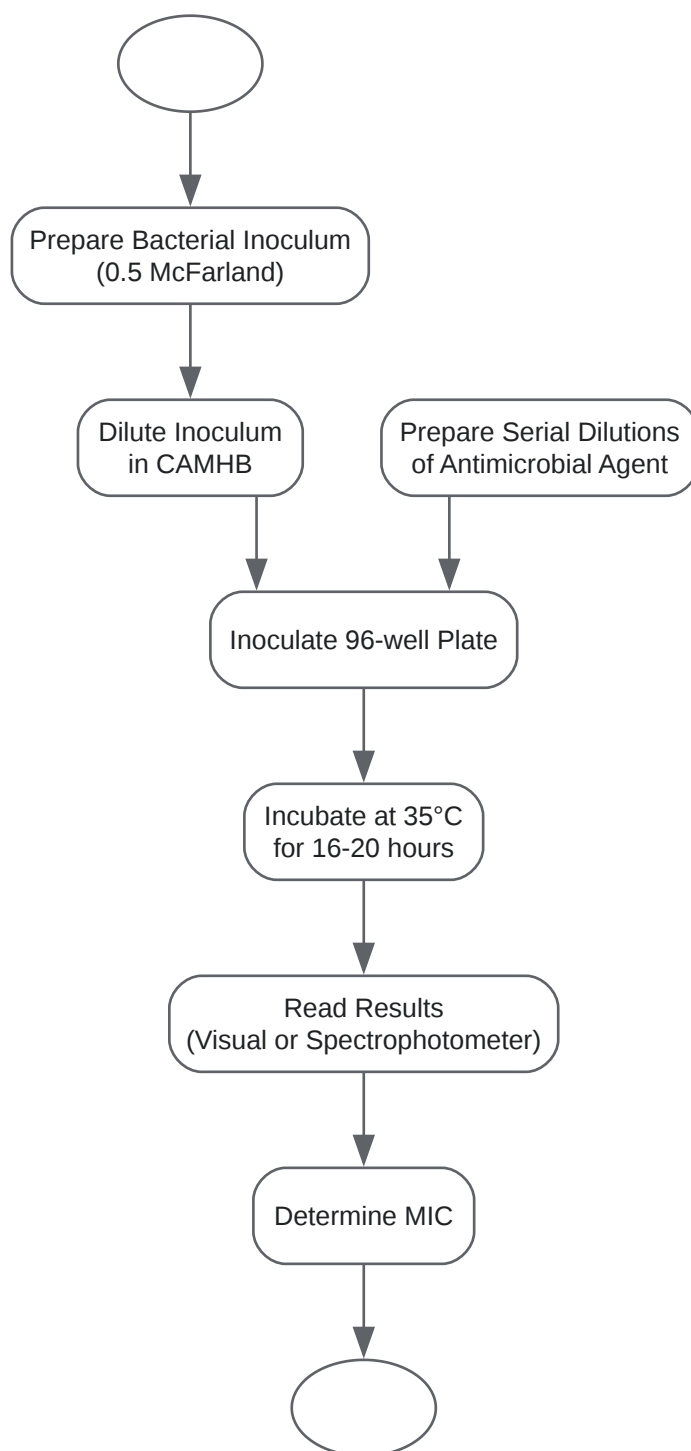 Prepare Bacterial Inoculum
(0.5 McFarland)
Dilute Inoculum
in CAMHB
Prepare Serial Dilutions
of Antimicrobial Agent
Inoculate 96-well Plate
Incubate at 35°C
for 16-20 hours
Read Results
(Visual or Spectrophotometer)
Determine MIC